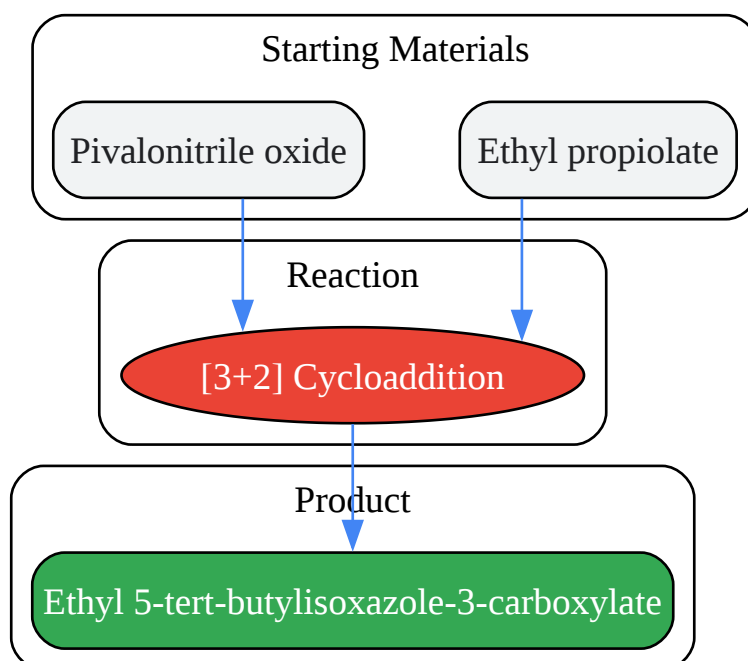 Starting Materials
Pivalonitrile oxide
Ethyl propiolate
Reaction
[3+2] Cycloaddition
Product
Ethyl 5-tert-butylisoxazole-3-carboxylate